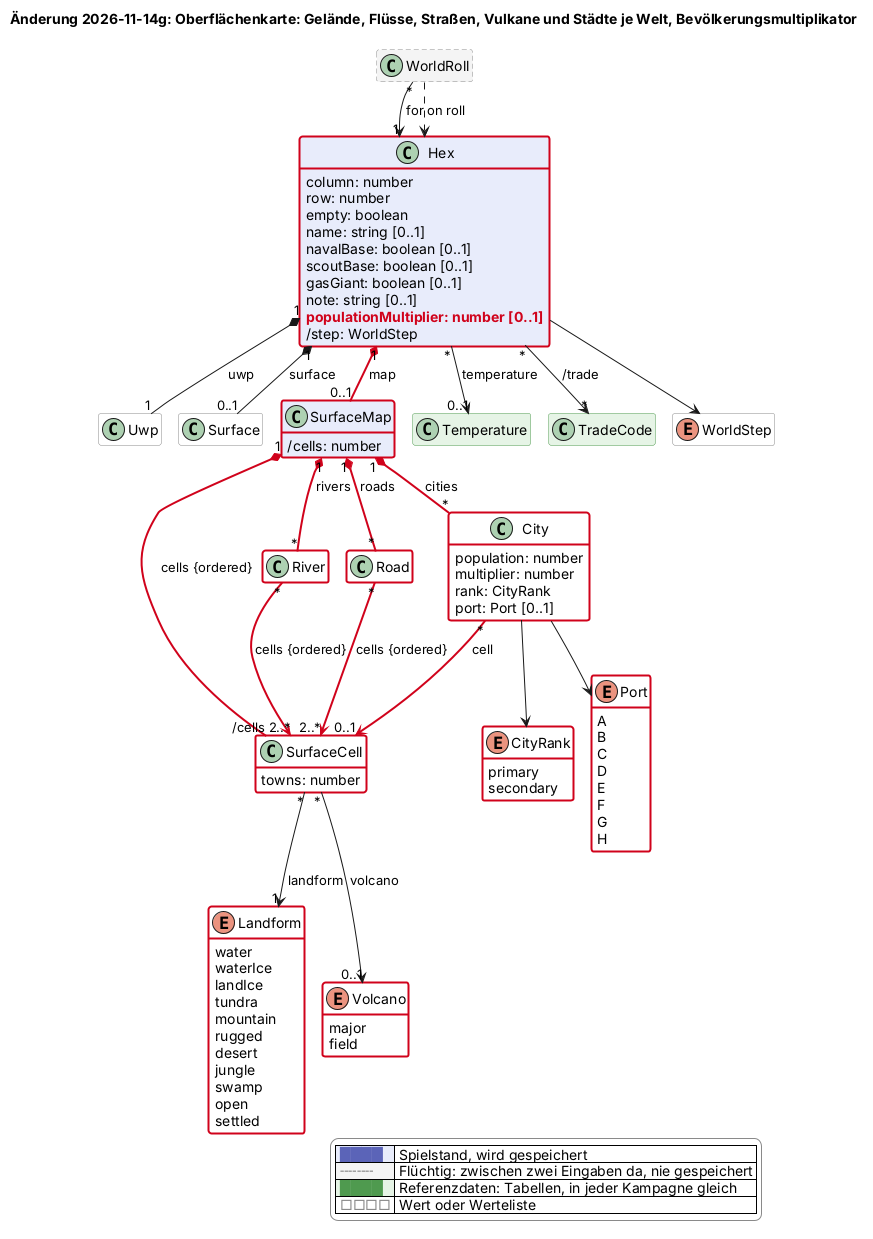 Änderung 2026-11-14g: Oberflächenkarte: Gelände, Flüsse, Straßen, Vulkane und Städte je Welt, Bevölkerungsmultiplikator
C WorldRoll
*
for
on roll
1
C Hex
column: number
row: number
empty: boolean
name: string [0..1]
navalBase: boolean [0..1]
scoutBase: boolean [0..1]
gasGiant: boolean [0..1]
note: string [0..1]
populationMultiplier: number [0..1]
/step: WorldStep
1
1
1
*
*
uwp
surface
map
temperature
/trade
1
0..1
0..1
0..1
*
C Uwp
C Surface
C SurfaceMap
/cells: number
C Temperature
C TradeCode
E WorldStep
1
1
1
1
rivers
roads
cities
*
*
*
cells {ordered}
C River
C Road
C City
population: number
multiplier: number
rank: CityRank
port: Port [0..1]
*
*
*
cells {ordered}
cells {ordered}
cell
/cells
2..*
2..*
0..1
C SurfaceCell
towns: number
E CityRank
primary
secondary
E Port
A
B
C
D
E
F
G
H
*
*
landform
volcano
1
0..1
E Landform
water
waterIce
landIce
tundra
mountain
rugged
desert
jungle
swamp
open
settled
E Volcano
major
field
Spielstand, wird gespeichert
Flüchtig: zwischen zwei Eingaben da, nie gespeichert
Referenzdaten: Tabellen, in jeder Kampagne gleich
Wert oder Werteliste